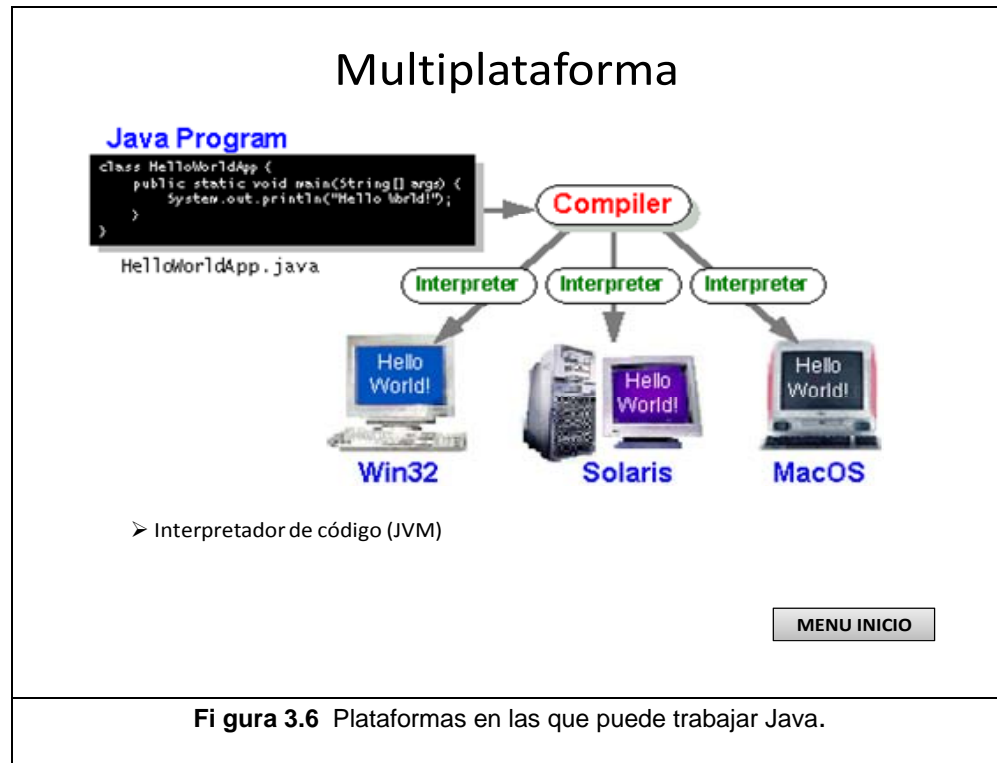 Multiplataforma
Java Program
class HelloWorldApp {
public static void main(String[] args) {
System.out.println("Hello World!");
}
}
HelloWorldApp.java
Compiler
Interpreter
Interpreter
Interpreter
Hello
World!
Hello
World!
Hello
World!
Win32
Solaris
MacOS
➢ Interpretador de código (JVM)
MENU INICIO
Fi gura 3.6 Plataformas en las que puede trabajar Java.